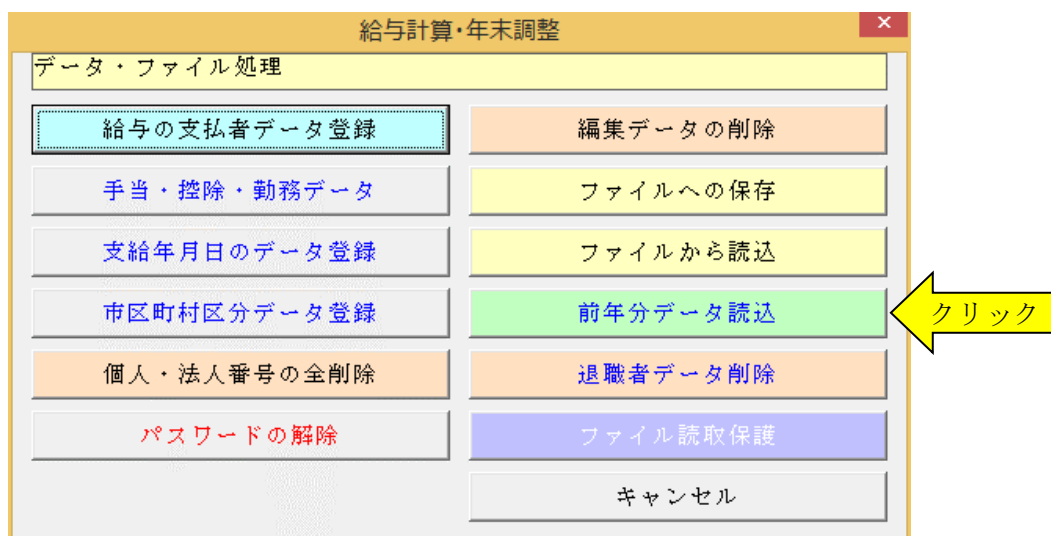 給与計算・年末調整
データ・ファイル処理
給与の支払者データ登録
編集データの削除
手当・控除・勤務データ
ファイルへの保存
支給年月日のデータ登録
ファイルから読込
市区町村区分データ登録
前年分データ読込
クリック
個人・法人番号の全削除
退職者データ削除
パスワードの解除
ファイル読取保護
キャンセル